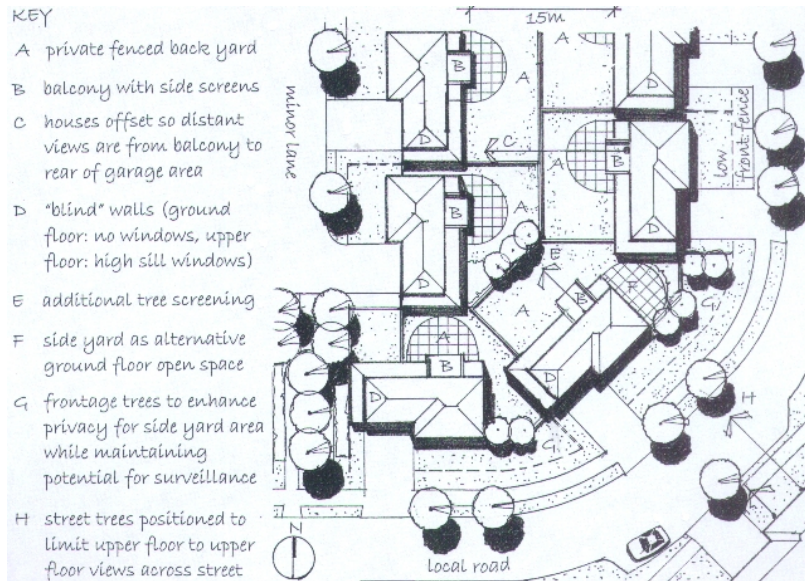 KEY
A private fenced back yard
B balcony with side screens
C houses offset so distant
views are from balcony to
rear of garage area
D "blind" walls (ground
floor: no windows, upper
floor: high sill windows)
E additional tree screening
F side yard as alternative
ground floor open space
G frontage trees to enhance
privacy for side yard area
while maintaining
potential for surveillance
H street trees positioned to
limit upper floor to upper
floor views across street
15m
A
A
B
A
D
minor lane
D
C
low
front fence
A
B
A
B
D
E
D
F
G
A
B
A
B
D
D
H
G
N
local road